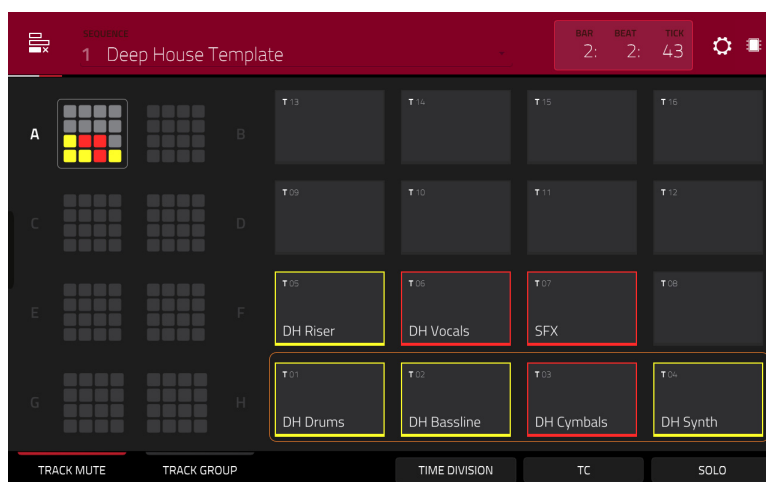 SEQUENCE
1 Deep House Template
BAR BEAT TICK
2: 2: 43
A
B
T 13
T 14
T 15
T 16
C
D
T 09
T 10
T 11
T 12
E
F
T 05
T 06
T 07
T 08
DH Riser
DH Vocals
SFX
G
H
T 01
T 02
T 03
T 04
DH Drums
DH Bassline
DH Cymbals
DH Synth
TRACK MUTE
TRACK GROUP
TIME DIVISION
TC
SOLO